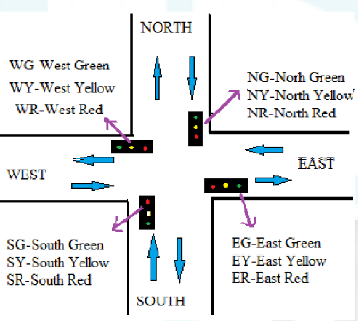 NORTH
WG-West Green
WY-West Yellow
WR-West Red
NG-Norh Green
NY-North Yellow
NR-North Red
WEST
EAST
SG-South Green
SY-South Yellow
SR-South Red
EG-East Green
EY-East Yellow
ER-East Red
SOUTH